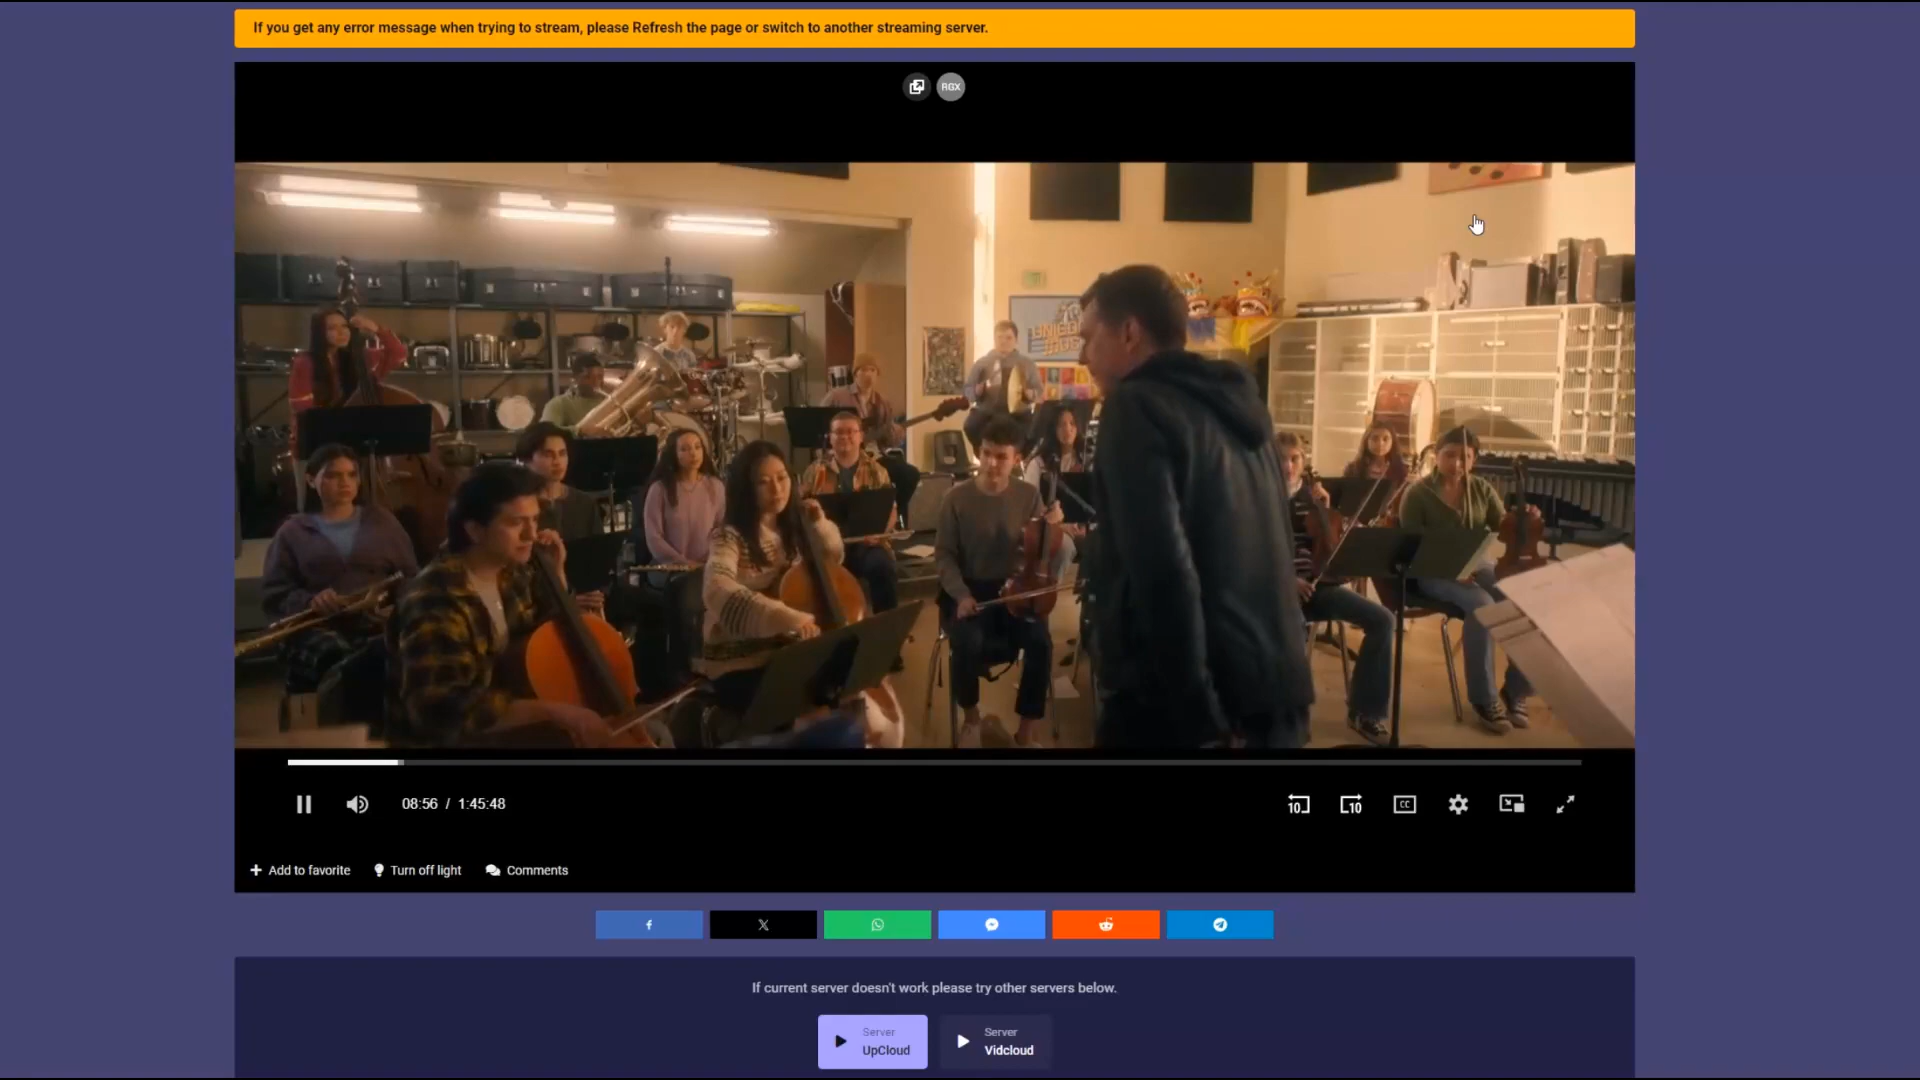 If you get any error message when trying to stream, please Refresh the page or switch to another streaming server.
RGX
10
10
CC
08:56 / 1:45:48
Add to favorite
Turn off light
Comments
If current server doesn't work please try other servers below.
Server
UpCloud
Server
Vidcloud